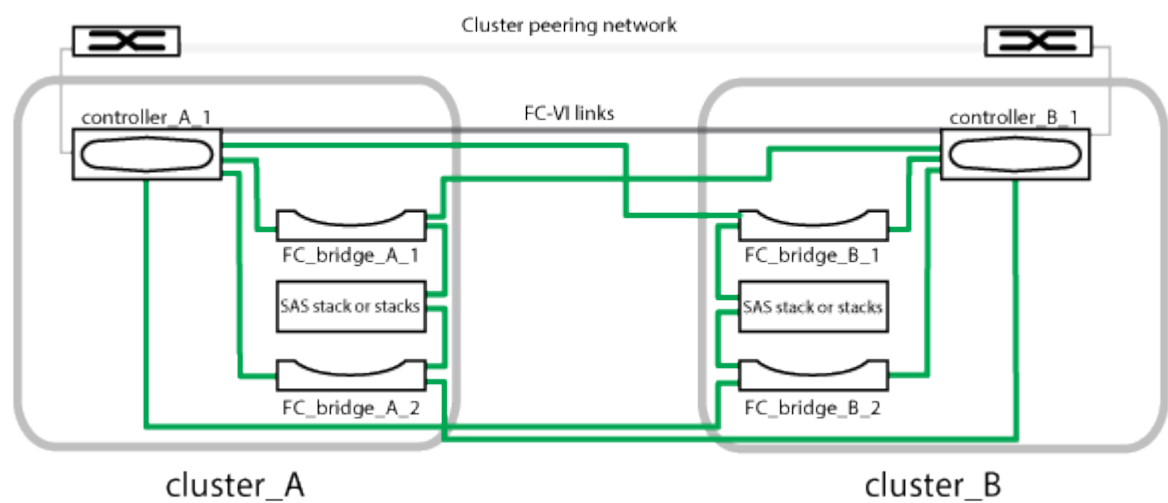 Cluster peering network
controller_A_1
FC-VI links
controller_B_1
FC_bridge_A_1
FC_bridge_B_1
SAS stack or stacks
SAS stack or stacks
FC_bridge_A_2
FC_bridge_B_2
cluster_A
cluster_B